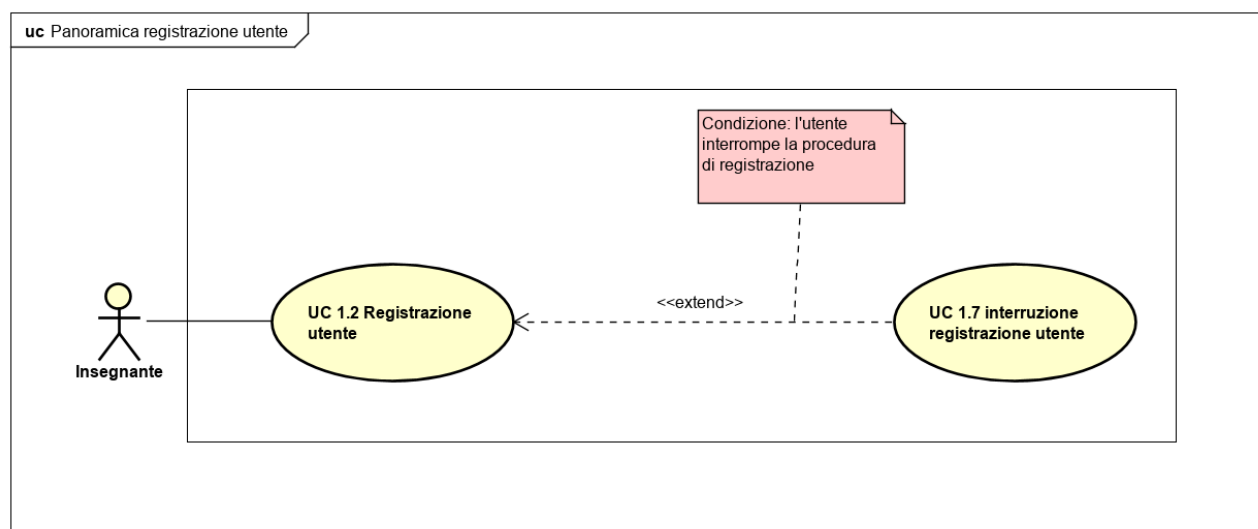 uc Panoramica registrazione utente
Condizione: l'utente
interrompe la procedura
di registrazione
<<extend>>
UC 1.2 Registrazione
utente
UC 1.7 interruzione
registrazione utente
Insegnante